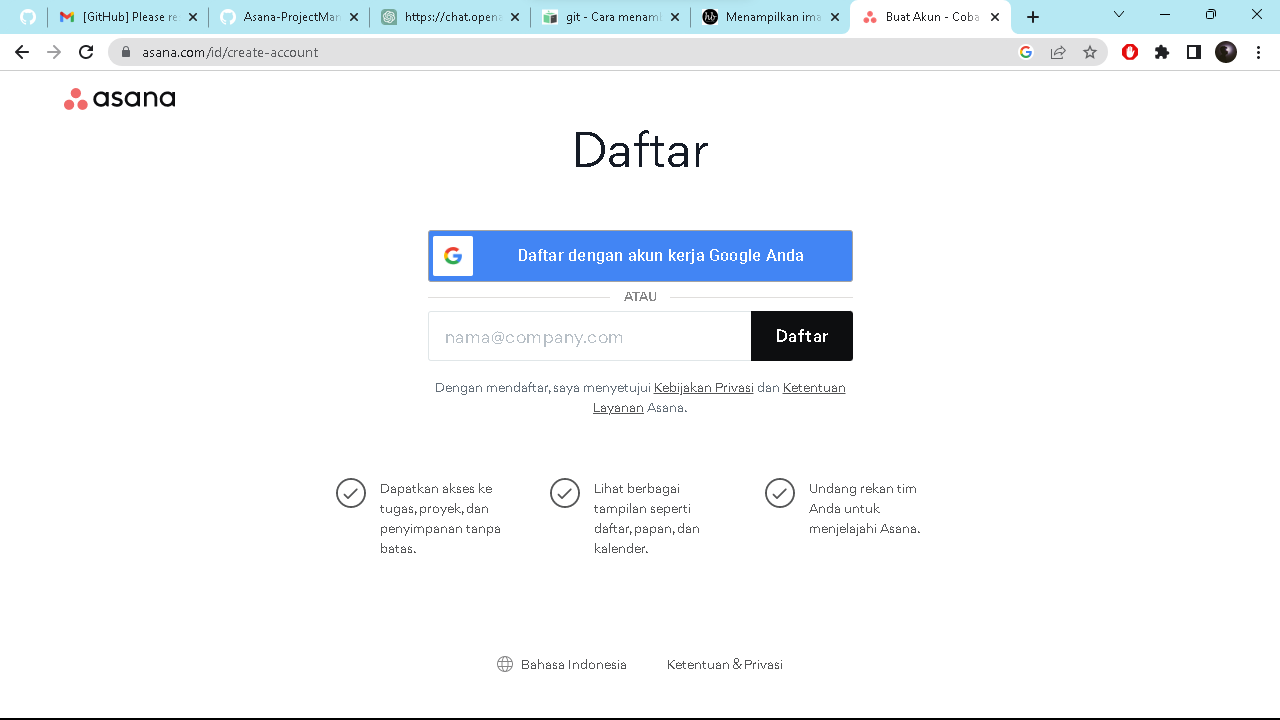 [GitHub] Please
Asana-ProjectMan
https://chat.open
git - Cara menaml
Menampilkan ima
Buat Akun - Coba
asana.com/id/create-account
asana
Daftar
Daftar dengan akun kerja Google Anda
ATAU
nama@company.com
Daftar
Dengan mendaftar, saya menyetujui Kebijakan Privasi dan Ketentuan
Layanan Asana.
Dapatkan akses ke
tugas, proyek, dan
penyimpanan tanpa
batas.
Lihat berbagai
tampilan seperti
daftar, papan, dan
kalender.
Undang rekan tim
Anda untuk
menjelajahi Asana.
Bahasa Indonesia
Ketentuan & Privasi